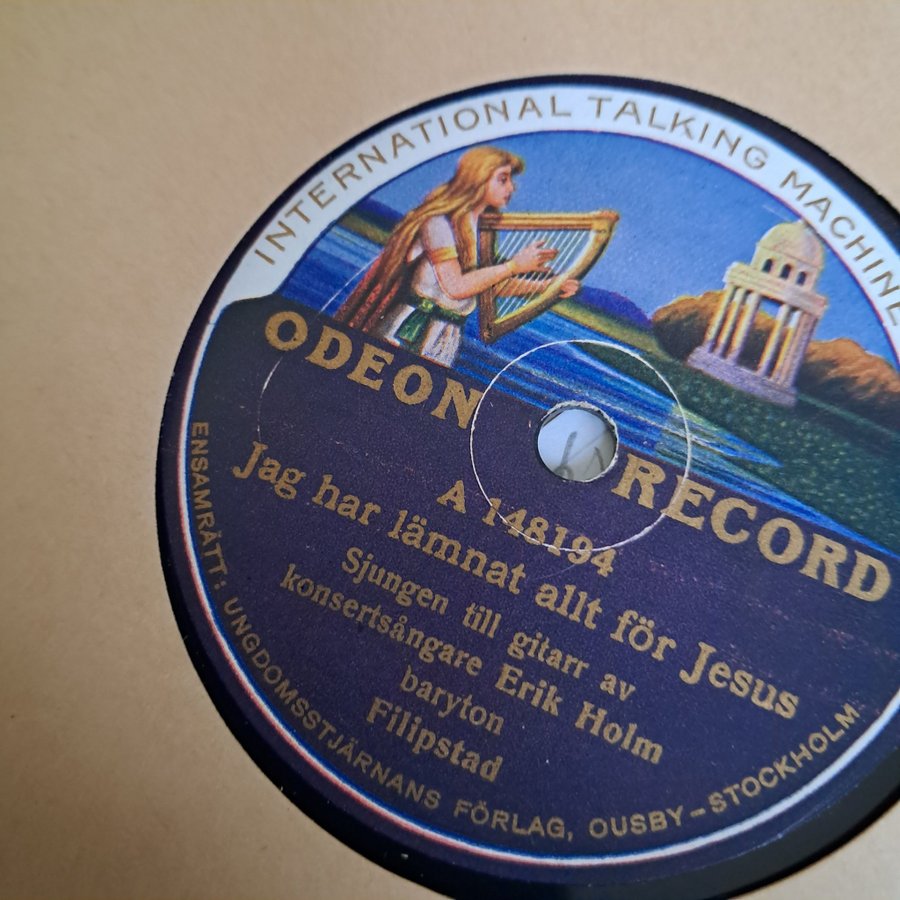 INTERNATIONAL TALKING MACHINE
ODEON RECORD
A 148194
Jag har lämnat allt för Jesus
Sjungen till gitarr av
konsertsångare Erik Holm
baryton
Filipstad
ENSAMRÄTT: UNGDOMSSTJÄRNANS FÖRLAG, OUSBY-STOCKHOLM